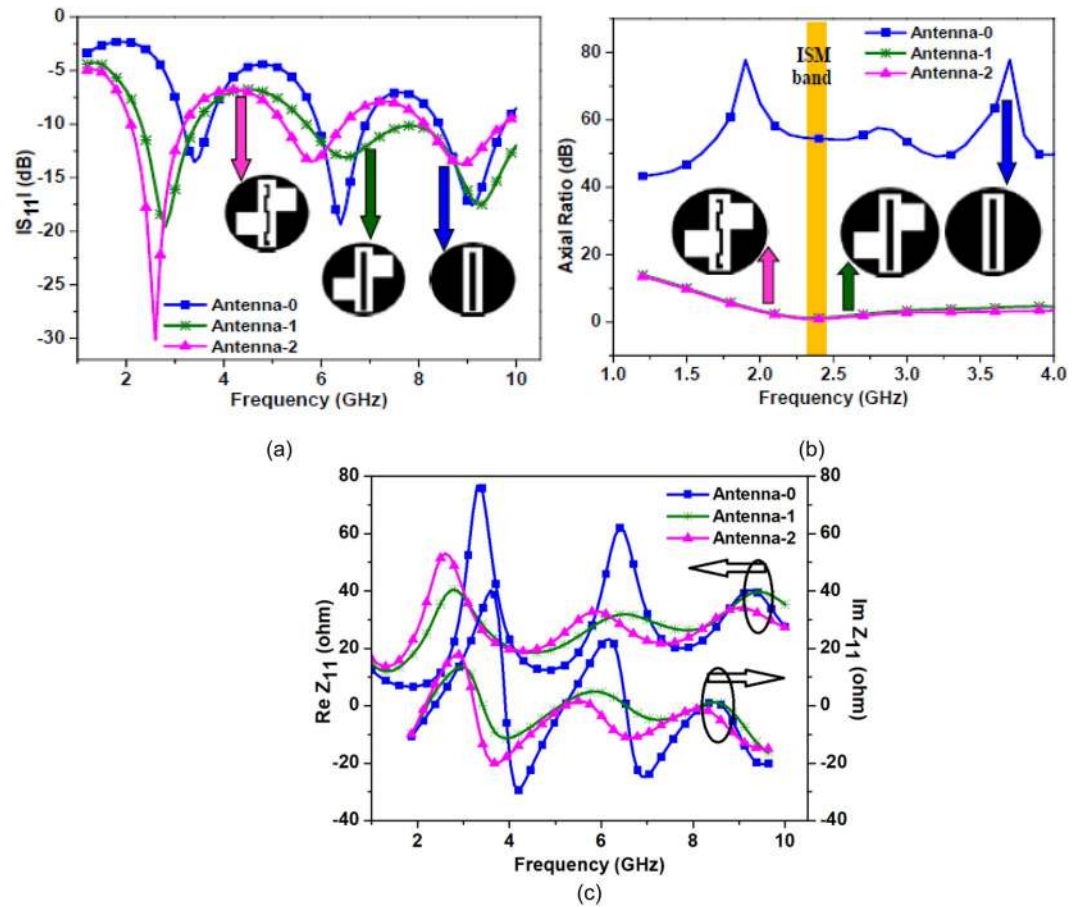 (a)
|S11| (dB)
-5
-10
-15
-20
-25
-30
Antenna-0
Antenna-1
Antenna-2
2
4
6
8
10
Frequency (GHz)
(b)
Axial Ratio (dB)
80
60
40
20
0
ISM
band
Antenna-0
Antenna-1
Antenna-2
1.0
1.5
2.0
2.5
3.0
3.5
4.0
Frequency (GHz)
(a)
(b)
Re Z11 (ohm)
80
60
40
20
0
-20
-40
Antenna-0
Antenna-1
Antenna-2
80
60
40
20
0
-20
-40
Im Z11 (ohm)
2
4
6
8
10
Frequency (GHz)
(c)